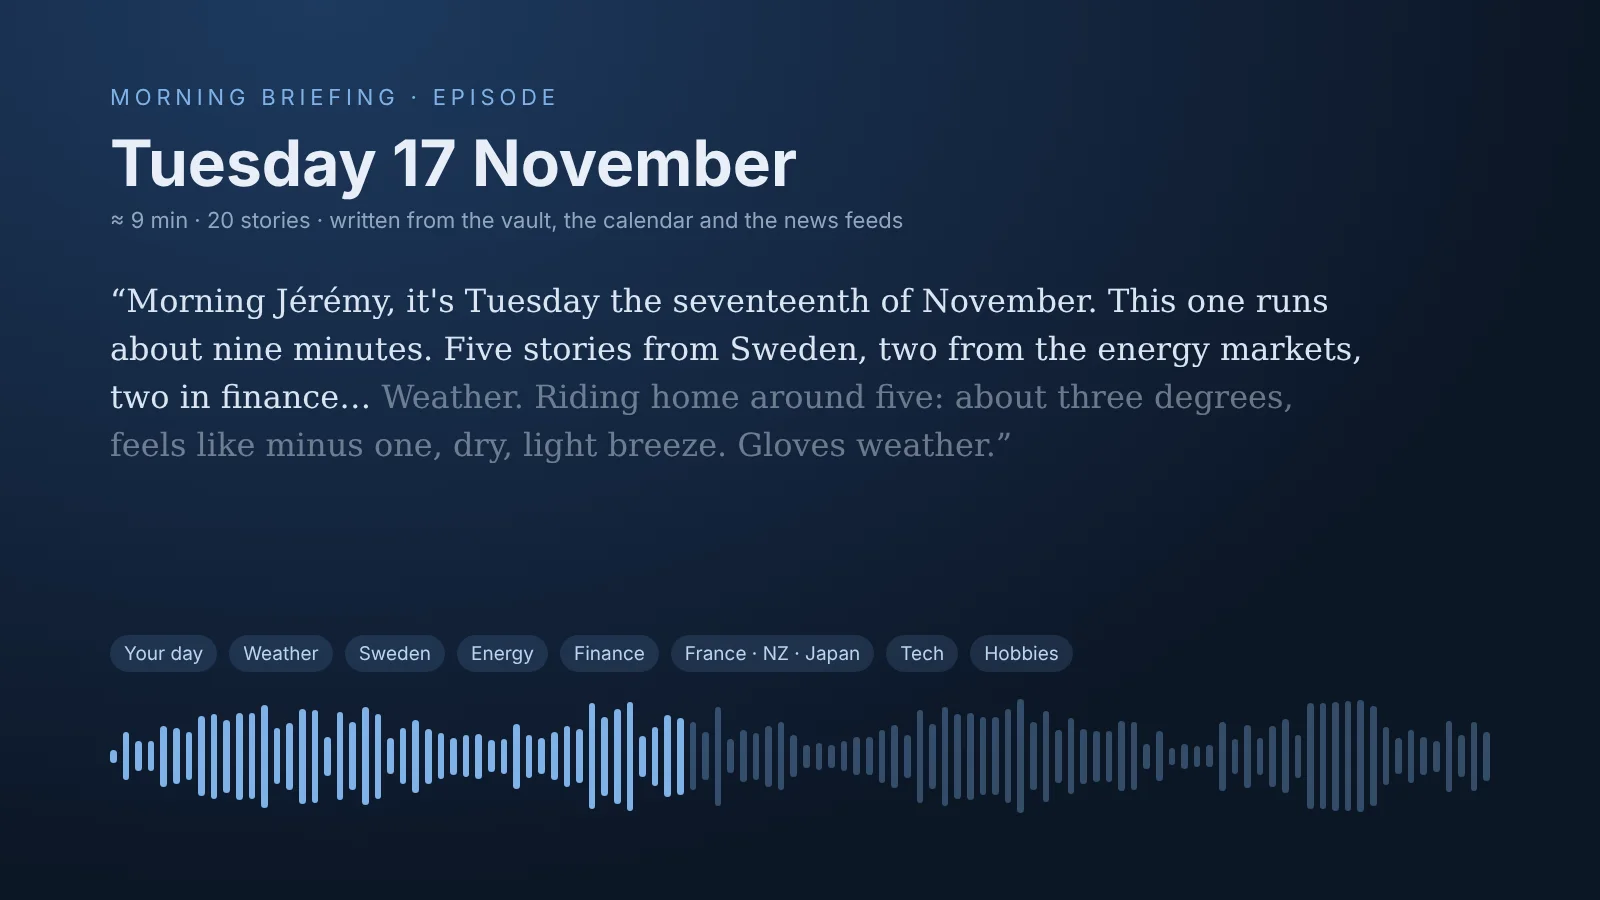 MORNING BRIEFING · EPISODE
Tuesday 17 November
≈ 9 min · 20 stories · written from the vault, the calendar and the news feeds
“Morning Jérémy, it's Tuesday the seventeenth of November. This one runs
about nine minutes. Five stories from Sweden, two from the energy markets,
two in finance… Weather. Riding home around five: about three degrees,
feels like minus one, dry, light breeze. Gloves weather.”
Your day Weather Sweden Energy Finance France · NZ · Japan Tech Hobbies